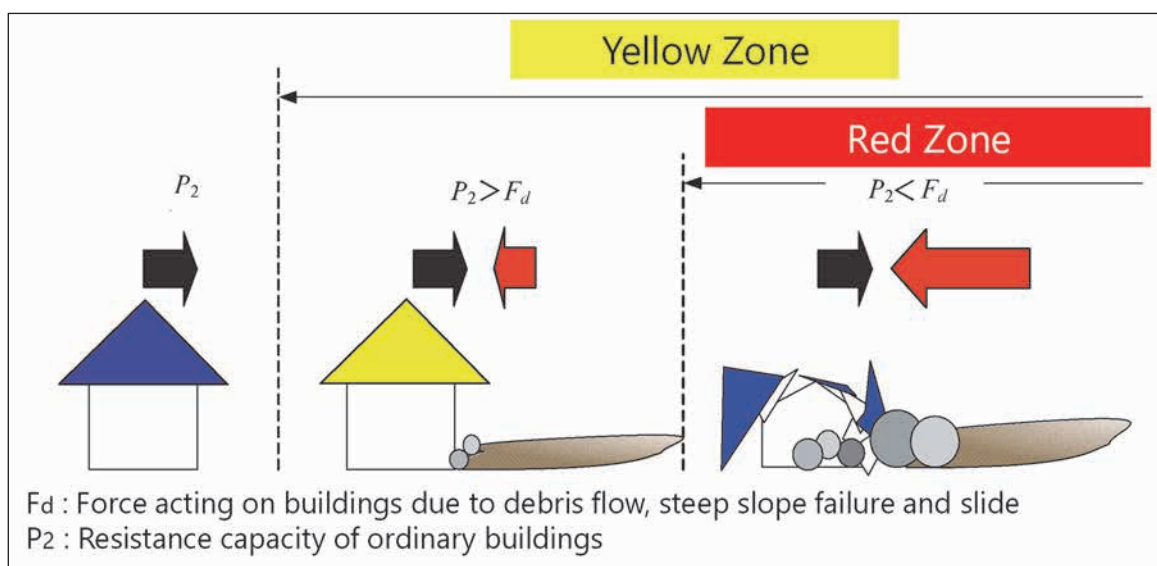 Yellow Zone
Red Zone
P2
P2>Fd
P2<Fd
Fd : Force acting on buildings due to debris flow, steep slope failure and slide
P2 : Resistance capacity of ordinary buildings